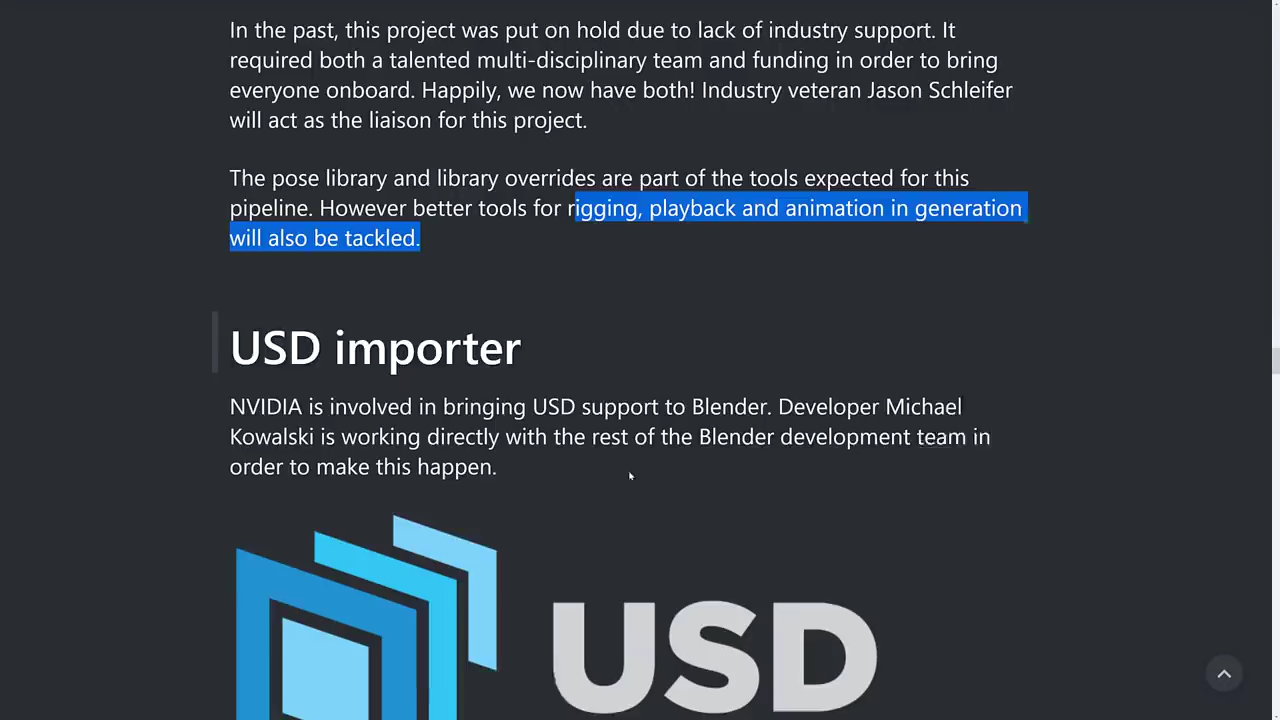 In the past, this project was put on hold due to lack of industry support. It
required both a talented multi-disciplinary team and funding in order to bring
everyone onboard. Happily, we now have both! Industry veteran Jason Schleifer
will act as the liaison for this project.
The pose library and library overrides are part of the tools expected for this
pipeline. However better tools for rigging, playback and animation in generation
will also be tackled.
USD importer
NVIDIA is involved in bringing USD support to Blender. Developer Michael
Kowalski is working directly with the rest of the Blender development team in
order to make this happen.
USD